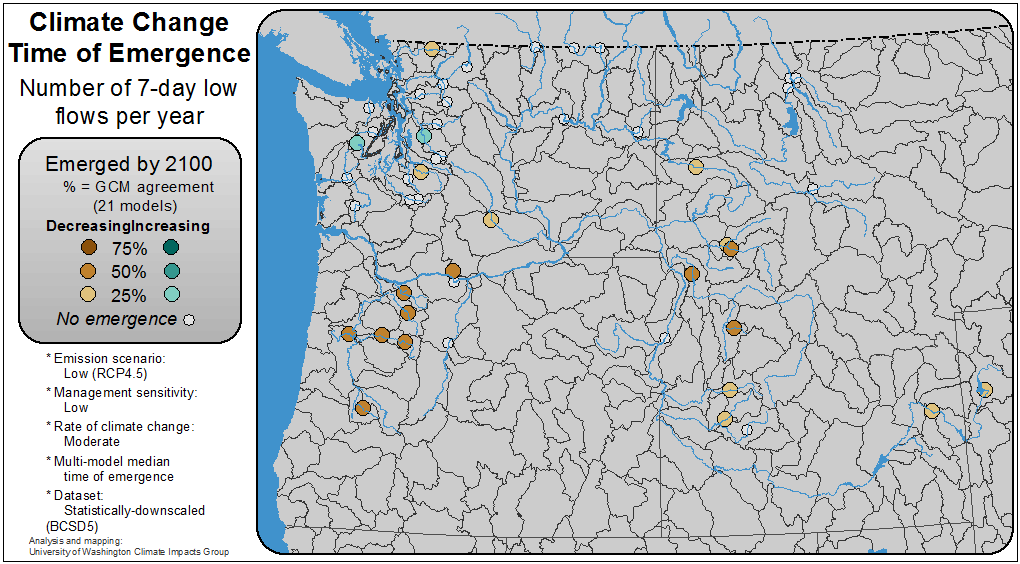 Climate Change
Time of Emergence
Number of 7-day low
flows per year
Emerged by 2100
% = GCM agreement
(21 models)
DecreasingIncreasing
75%
50%
25%
No emergence
* Emission scenario:
Low (RCP4.5)
* Management sensitivity:
Low
* Rate of climate change:
Moderate
* Multi-model median
time of emergence
* Dataset:
Statistically-downscaled
(BCSD5)
Analysis and mapping:
University of Washington Climate Impacts Group